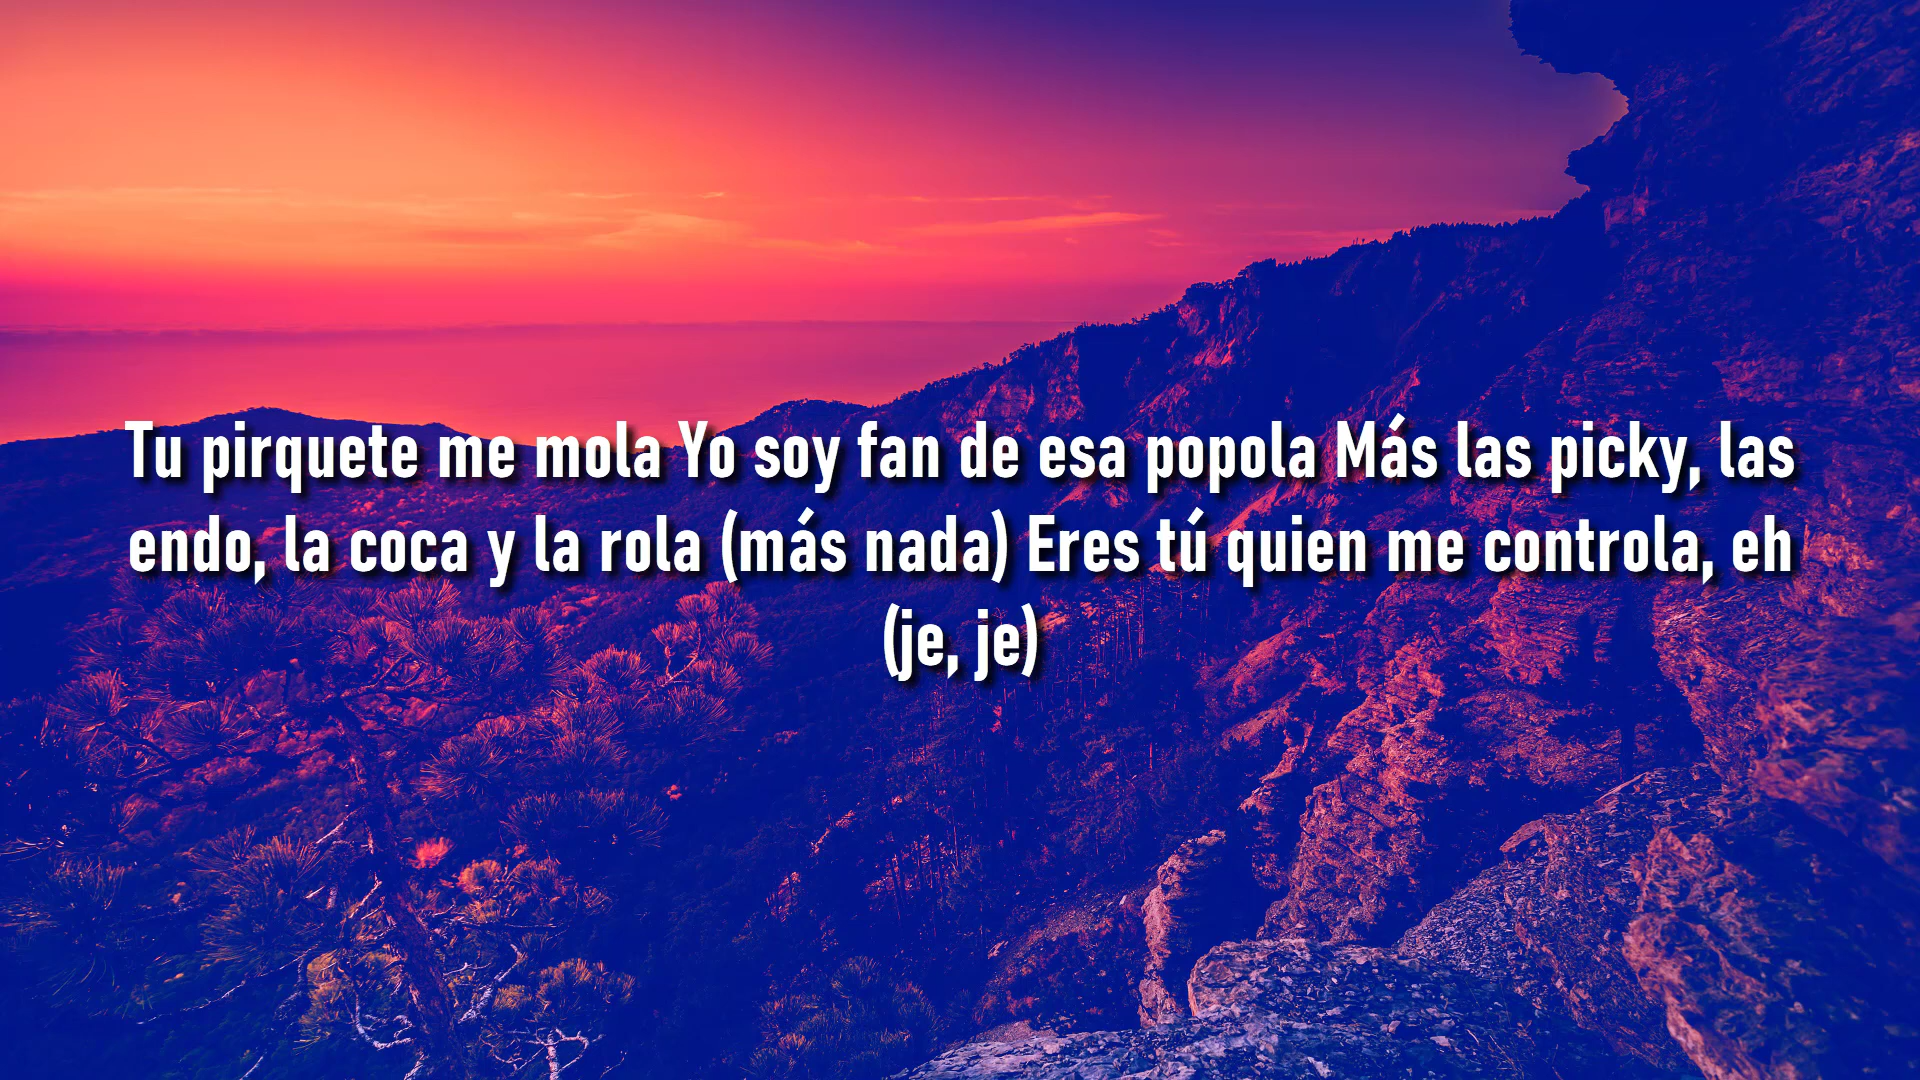 Tu pirquete me mola Yo soy fan de esa popola Más las picky, las
endo, la coca y la rola (más nada) Eres tú quien me controla, eh
(je, je)